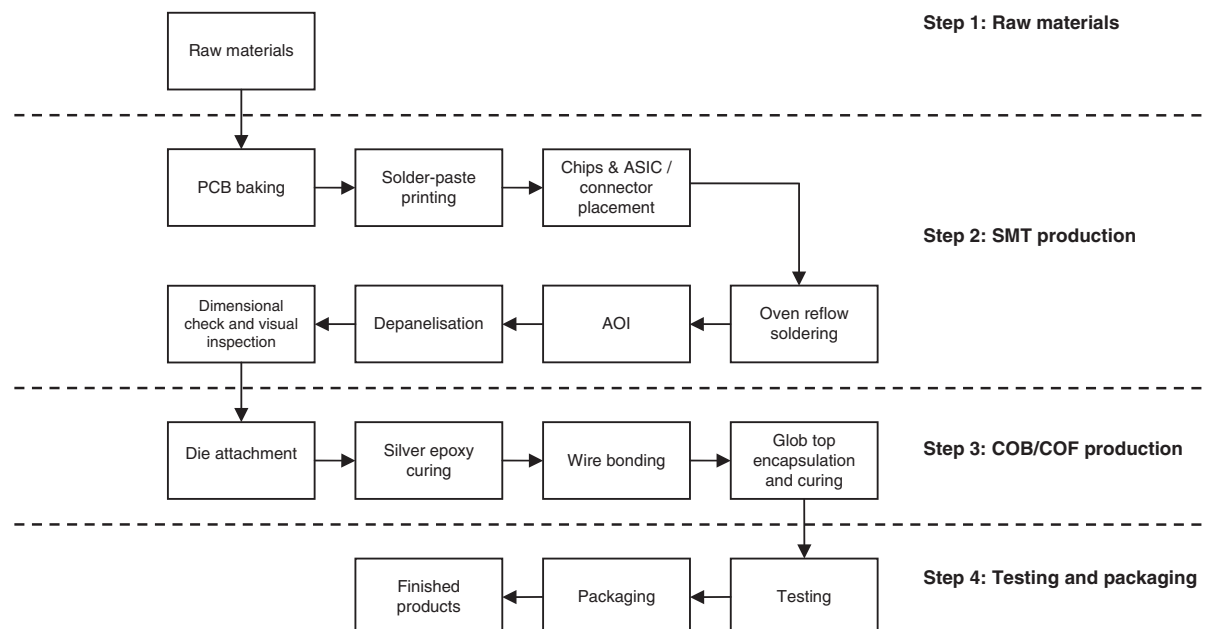 Step 1: Raw materials
Raw materials
PCB baking
Solder-paste
printing
Chips & ASIC /
connector
placement
Step 2: SMT production
Dimensional
check and visual
inspection
Depanelisation
AOI
Oven reflow
soldering
Die attachment
Silver epoxy
curing
Wire bonding
Glob top
encapsulation
and curing
Step 3: COB/COF production
Finished
products
Packaging
Testing
Step 4: Testing and packaging